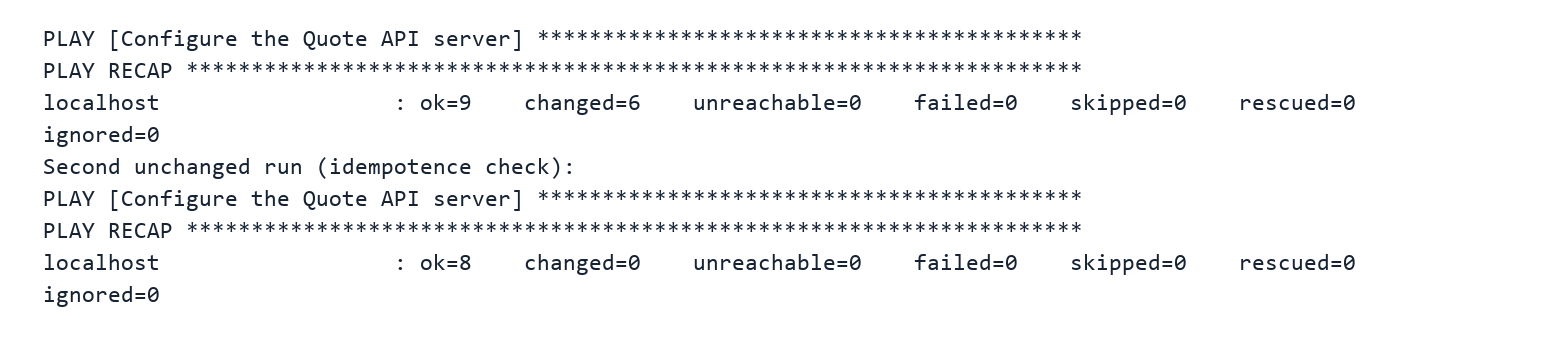 PLAY [Configure the Quote API server] ******************************************
PLAY RECAP *********************************************************************
localhost                  : ok=9    changed=6    unreachable=0    failed=0    skipped=0    rescued=0
ignored=0
Second unchanged run (idempotence check):
PLAY [Configure the Quote API server] ******************************************
PLAY RECAP *********************************************************************
localhost                  : ok=8    changed=0    unreachable=0    failed=0    skipped=0    rescued=0
ignored=0